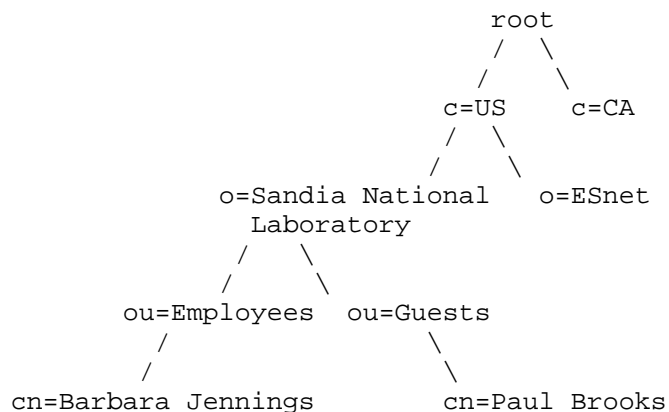 root
c=US c=CA
o=Sandia National o=ESnet
Laboratory
ou=Employees ou=Guests
cn=Barbara Jennings cn=Paul Brooks